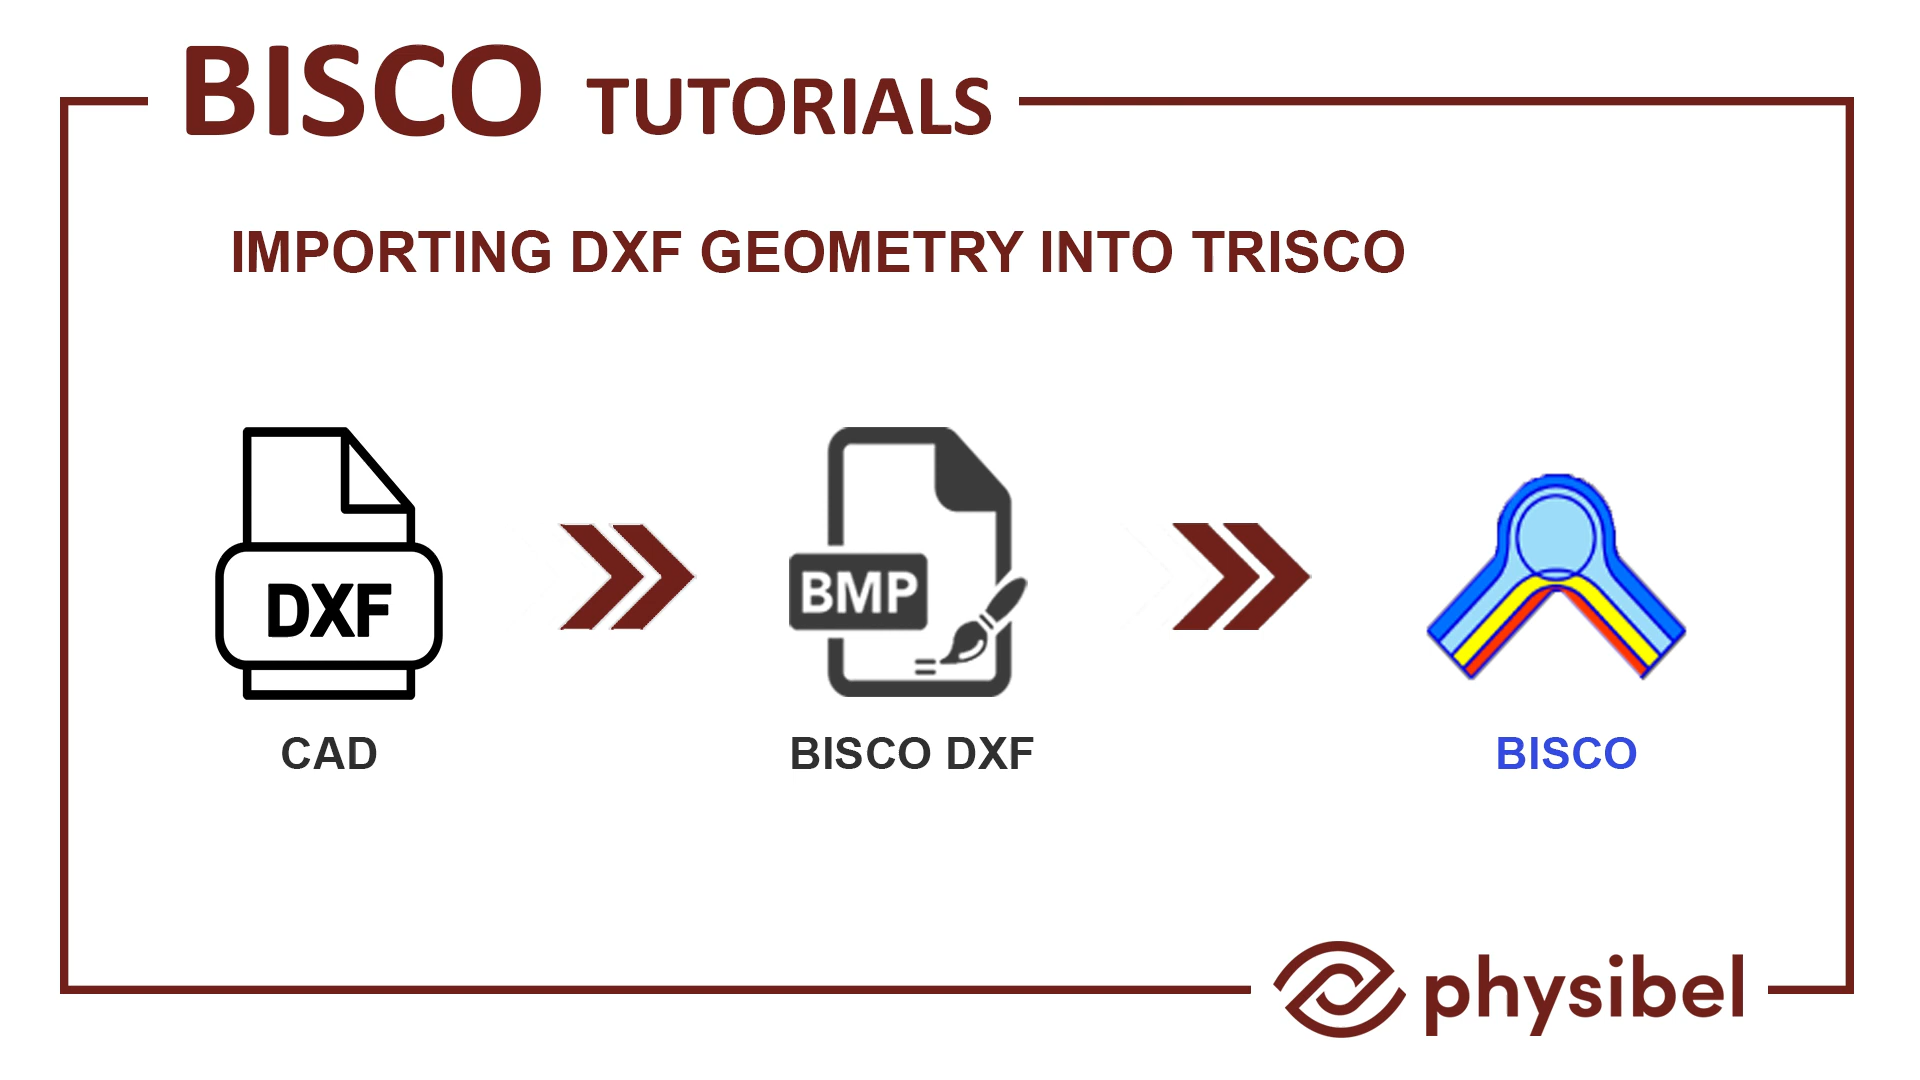 BISCO TUTORIALS
IMPORTING DXF GEOMETRY INTO TRISCO
DXF
BMP
CAD
BISCO DXF
BISCO
physibel